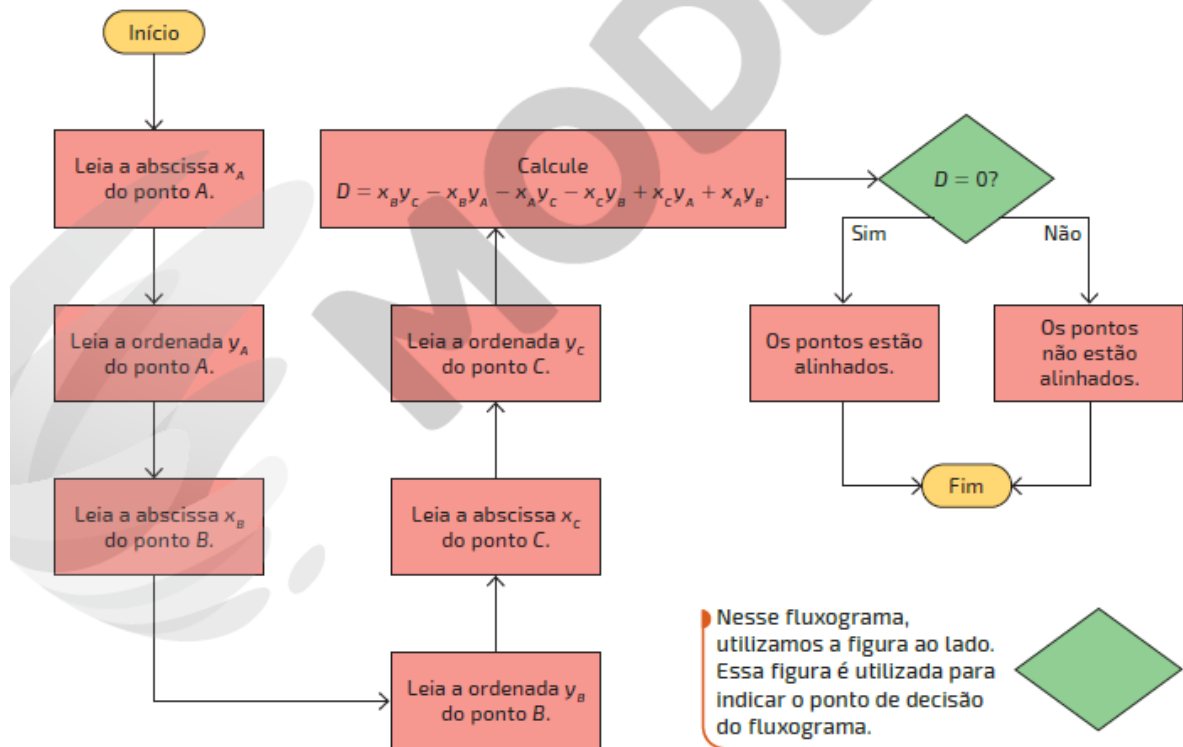 Início
Leia a abscissa x_A
do ponto A.
Leia a ordenada y_A
do ponto A.
Leia a abscissa x_B
do ponto B.
Leia a ordenada y_B
do ponto B.
Leia a abscissa x_C
do ponto C.
Leia a ordenada y_C
do ponto C.
Calcule
D = x_B y_C − x_B y_A − x_A y_C − x_C y_B + x_C y_A + x_A y_B.
D = 0?
Sim
Não
Os pontos estão
alinhados.
Os pontos
não estão
alinhados.
Fim
Nesse fluxograma,
utilizamos a figura ao lado.
Essa figura é utilizada para
indicar o ponto de decisão
do fluxograma.